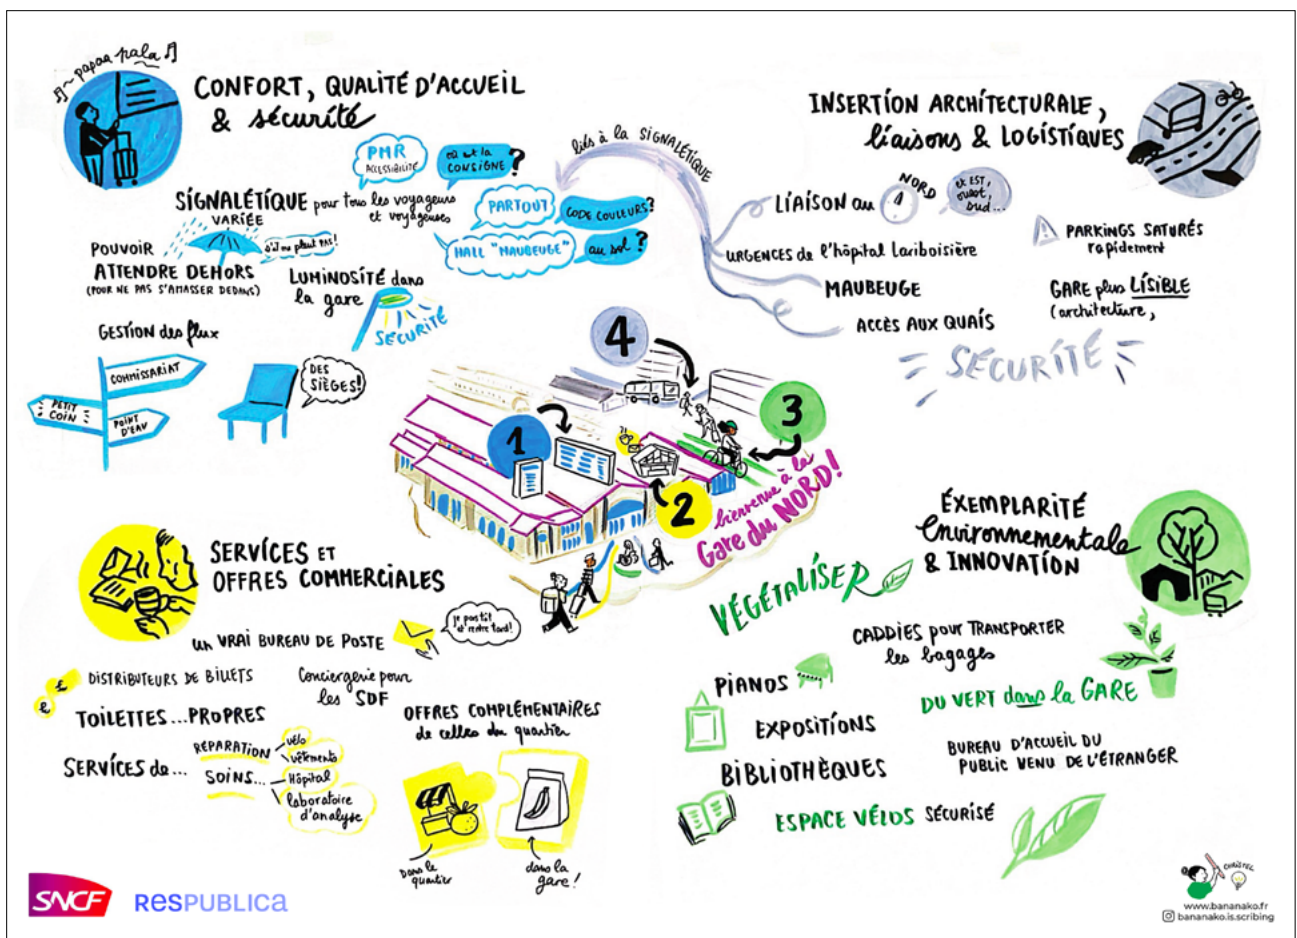 papaa pala
CONFORT, QUALITÉ D'ACCUEIL
& sécurité
PMR
ACCESSIBILITÉ
où est la
CONSIGNE ?
SIGNALÉTIQUE pour tous les voyageurs
et voyageuses
VARIÉE
PARTOUT
CODE COULEURS?
HALL "MAUBEUGE"
au sol ?
POUVOIR
ATTENDRE DEHORS
(POUR NE PAS S'AMASSER DEDANS)
s'il ne pleut PAS!
LUMINOSITÉ dans
la gare
SÉCURITÉ
GESTION des flux
COMMISSARIAT
PETIT
COIN
POINT
D'EAU
DES
SIÈGES!
liés à la SIGNALÉTIQUE
INSERTION ARCHITECTURALE,
liaisons & LOGISTIQUES
LIAISON au NORD
et EST,
ouest,
sud...
URGENCES de l'hôpital Lariboisière
MAUBEUGE
ACCÈS AUX QUAIS
PARKINGS SATURÉS
rapidement
GARE plus LISIBLE
(architecture,
SÉCURITÉ
1
2
3
4
bienvenue à la
Gare du NORD!
SERVICES ET
OFFRES COMMERCIALES
un VRAI BUREAU DE POSTE
je pars tôt
et rentre tard!
DISTRIBUTEURS DE BILLETS
Conciergerie pour
les SDF
TOILETTES...PROPRES
SERVICES de...
RÉPARATION
vélo
vêtements
SOINS...
Hôpital
laboratoire
d'analyse
OFFRES COMPLÉMENTAIRES
de celles du quartier
Dans le
quartier
dans la
gare!
ÉXEMPLARITÉ
environnementale
& INNOVATION
VÉGÉTALISER
CADDIES pour TRANSPORTER
les bagages
PIANOS
DU VERT dans la GARE
EXPOSITIONS
BIBLIOTHÈQUES
BUREAU D'ACCUEIL DU
PUBLIC VENU DE L'ÉTRANGER
ESPACE VÉLOS SÉCURISÉ
SNCF
ResPUBLICa
CHRISTEL
www.bananako.fr
bananako.is.scribing